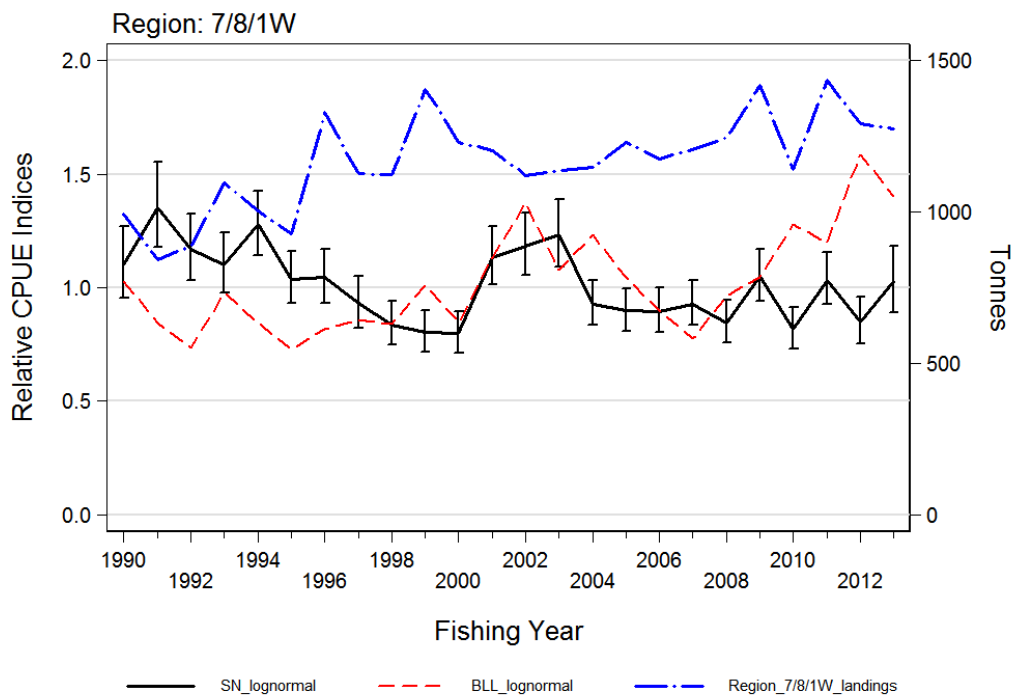 Region: 7/8/1W
2.0
1.5
1.0
0.5
0.0
Relative CPUE Indices
1500
1000
500
0
Tonnes
1990 1994 1996 1998 2002 2004 2006 2010
1992 1996 2000 2004 2008 2012
Fishing Year
SN_lognormal BLL_lognormal Region_7/8/1W_landings